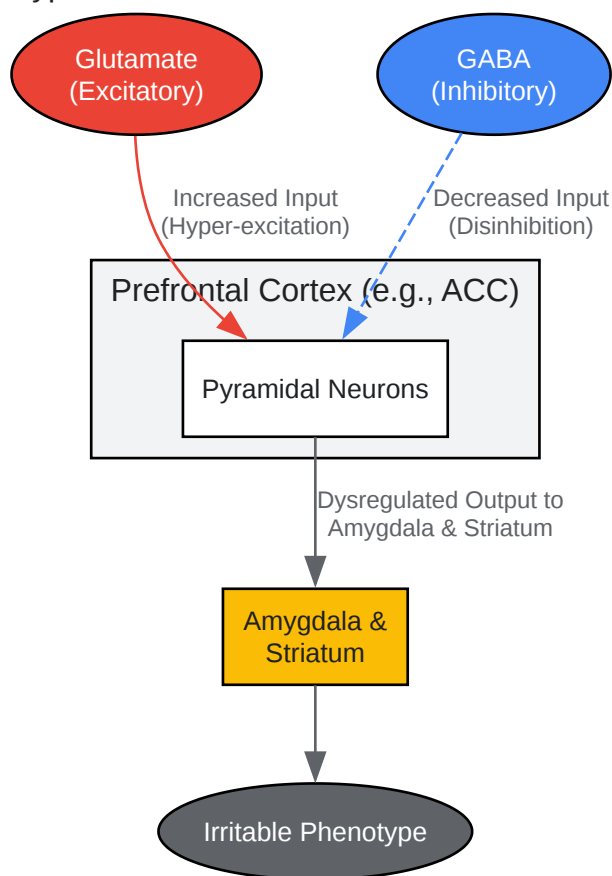 Glutamate
(Excitatory)
GABA
(Inhibitory)
Increased Input
(Hyper-excitation)
Decreased Input
(Disinhibition)
Prefrontal Cortex (e.g., ACC)
Pyramidal Neurons
Dysregulated Output to
Amygdala & Striatum
Amygdala &
Striatum
Irritable Phenotype